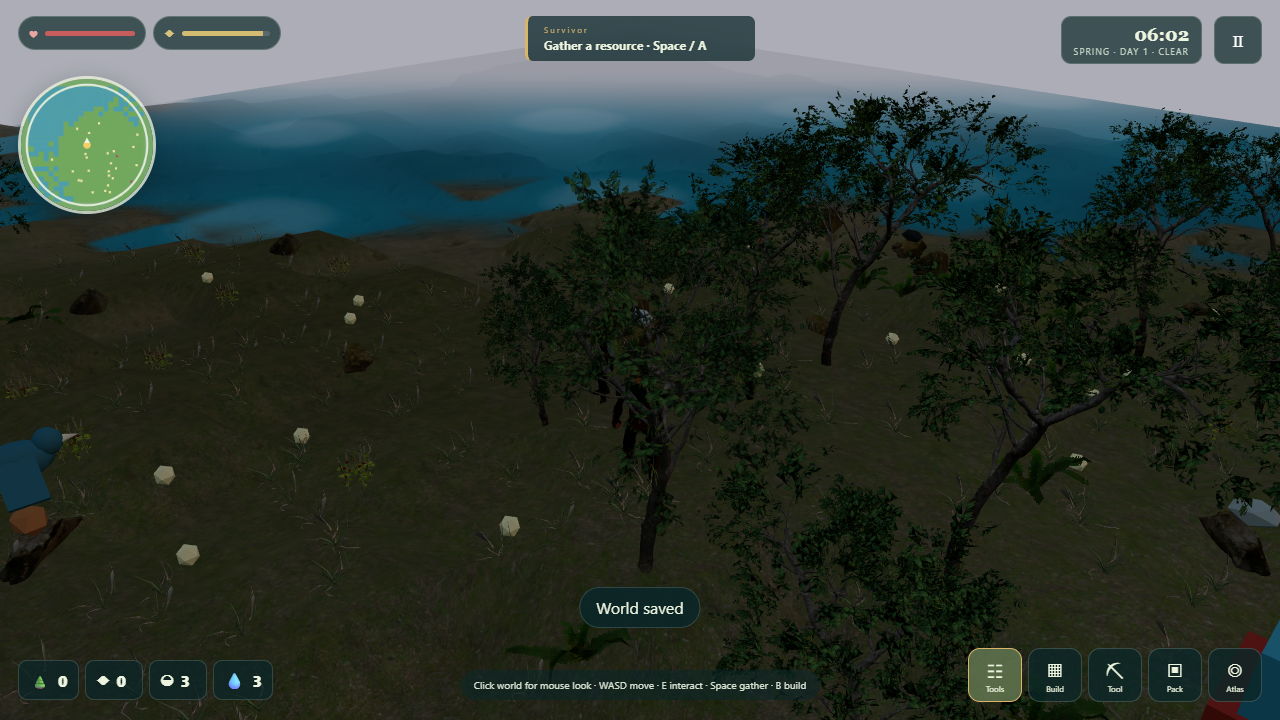 Survivor
Gather a resource · Space / A
06:02
SPRING · DAY 1 · CLEAR
World saved
0
0
3
3
Click world for mouse look · WASD move · E interact · Space gather · B build
Tools
Build
Tool
Pack
Atlas